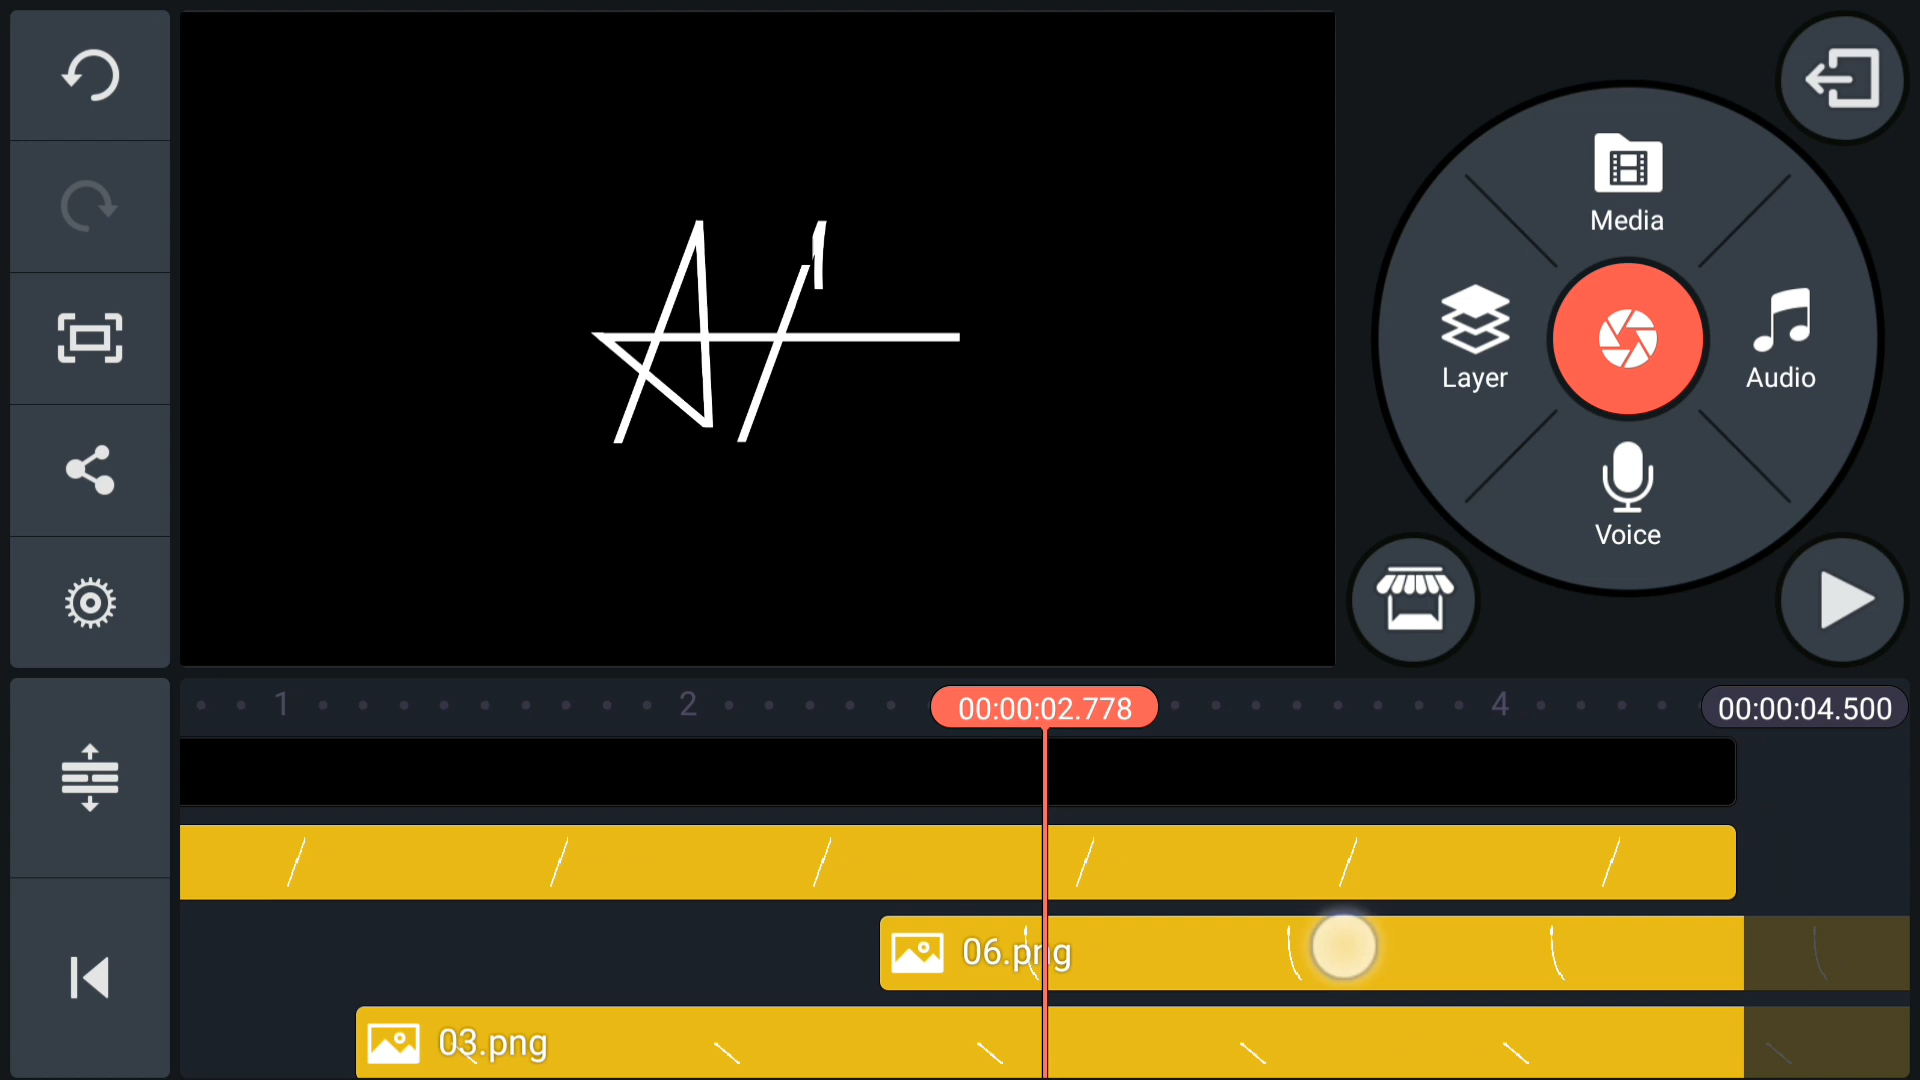 Media
Layer
Audio
Voice
1
2
00:00:02.778
4
00:00:04.500
06.png
03.png